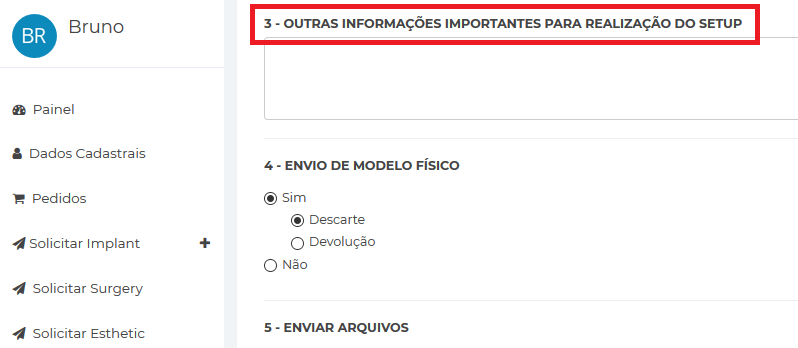 BR
Bruno
Painel
Dados Cadastrais
Pedidos
Solicitar Implant
Solicitar Surgery
Solicitar Esthetic
3 - OUTRAS INFORMAÇÕES IMPORTANTES PARA REALIZAÇÃO DO SETUP
4 - ENVIO DE MODELO FÍSICO
Sim
Descarte
Devolução
Não
5 - ENVIAR ARQUIVOS